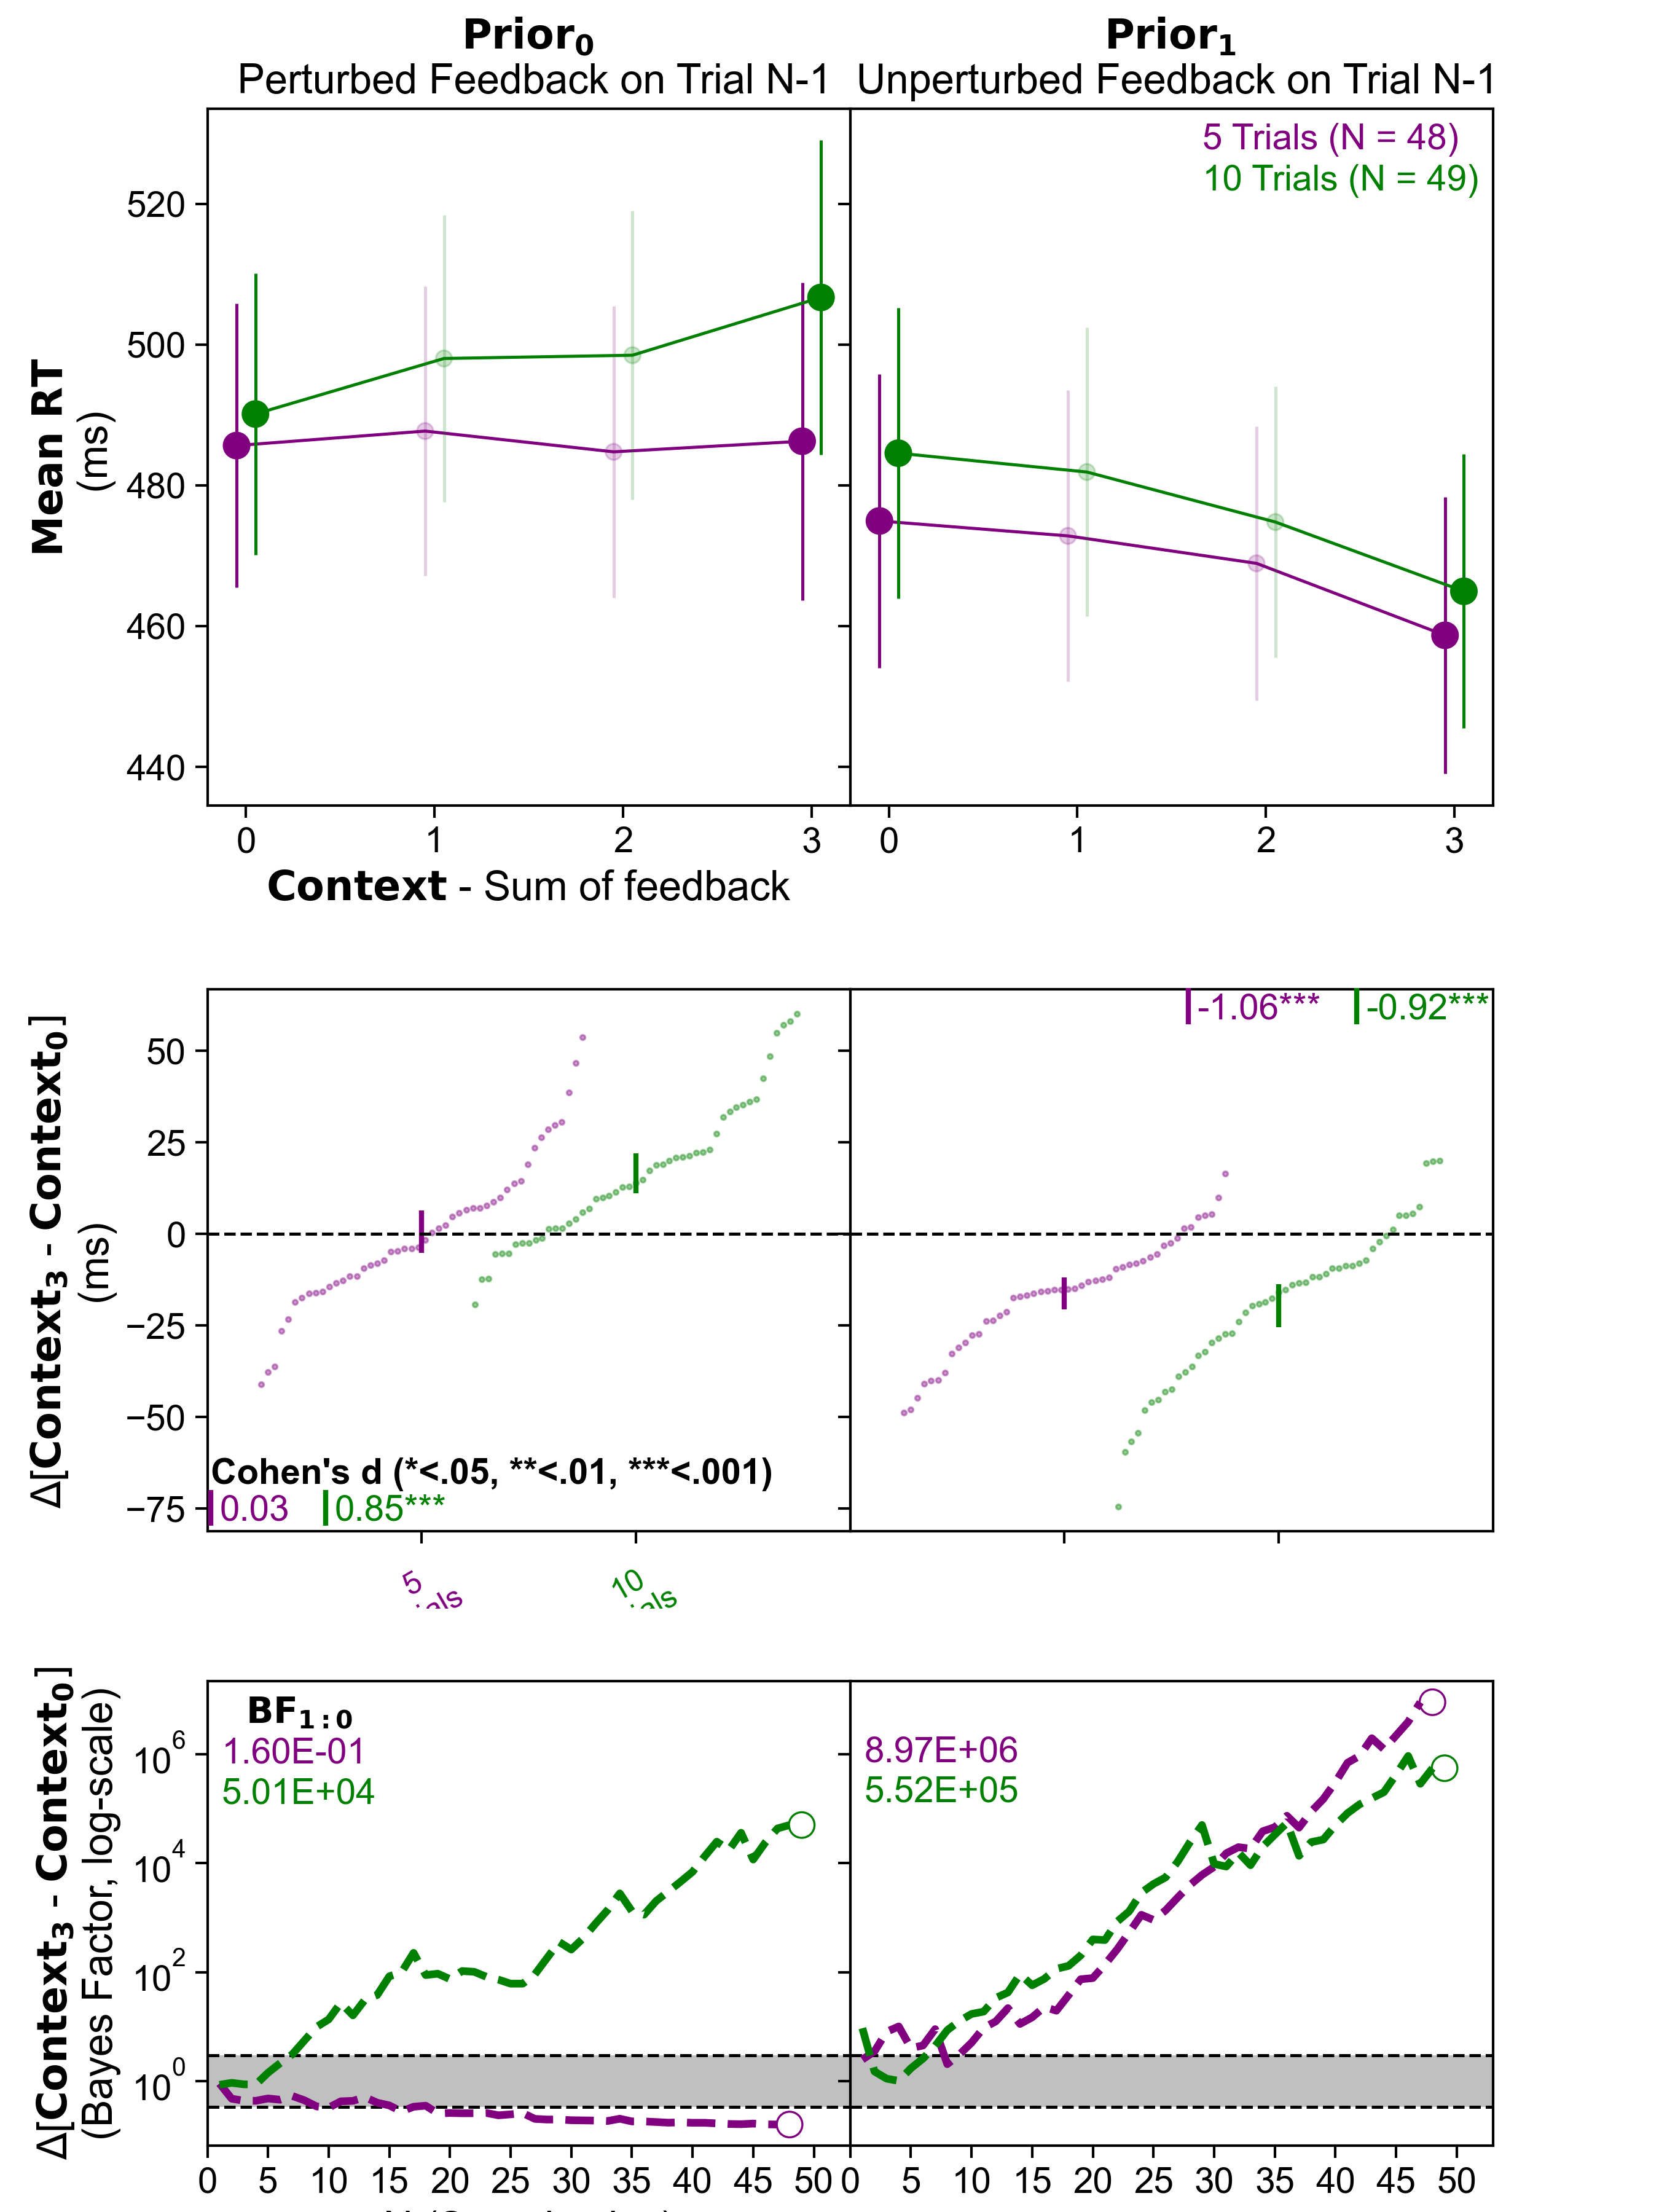 Prior0
Perturbed Feedback on Trial N-1
Prior1
Unperturbed Feedback on Trial N-1
5 Trials (N = 48)
10 Trials (N = 49)
Mean RT
(ms)
520
500
480
460
440
0 1 2 3
0 1 2 3
Context - Sum of feedback
Δ[Context3 - Context0]
(ms)
50
25
0
−25
−50
−75
-1.06*** -0.92***
Cohen's d (*<.05, **<.01, ***<.001)
0.03 0.85***
5
10
Δ[Context3 - Context0]
(Bayes Factor, log-scale)
BF1:0
1.60E-01
5.01E+04
8.97E+06
5.52E+05
10^6
10^4
10^2
10^0
0 5 10 15 20 25 30 35 40 45 50
0 5 10 15 20 25 30 35 40 45 50